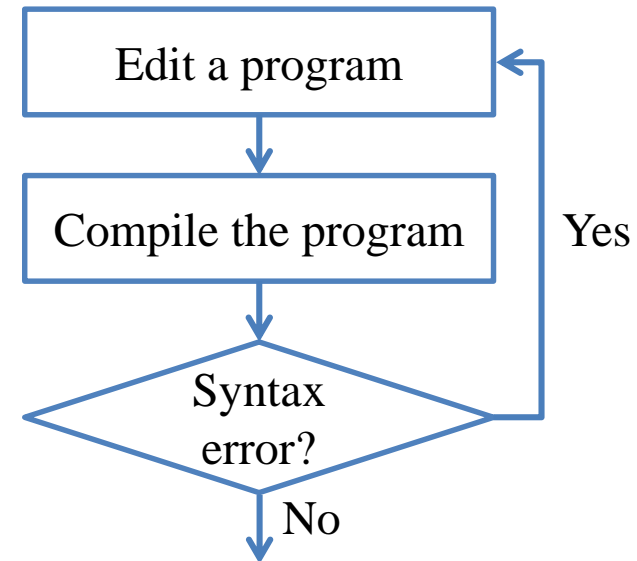 Edit a program
Compile the program
Yes
Syntax
error?
No